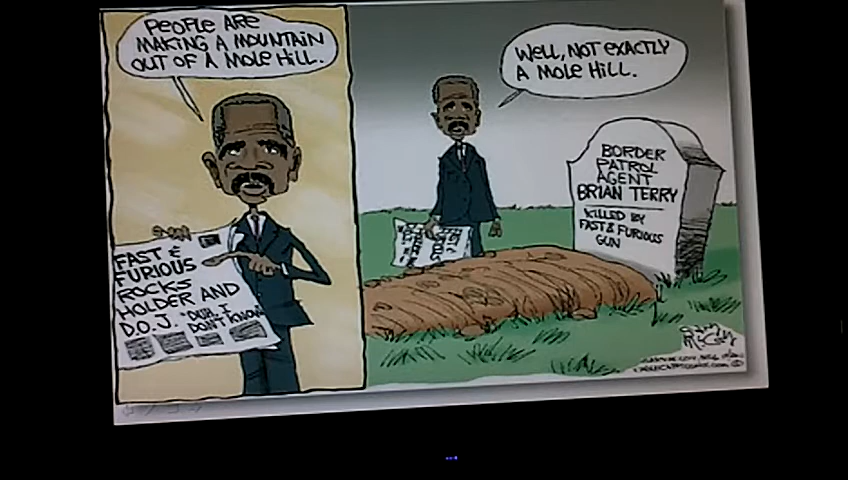 PEOPLE ARE
MAKING A MOUNTAIN
OUT OF A MOLE HILL.
FAST &
FURIOUS
ROCKS
HOLDER AND
D.O.J. "DUH, I
DON'T KNOW"
WELL, NOT EXACTLY
A MOLE HILL.
BORDER
PATROL
AGENT
BRIAN TERRY
KILLED BY
FAST & FURIOUS
GUN